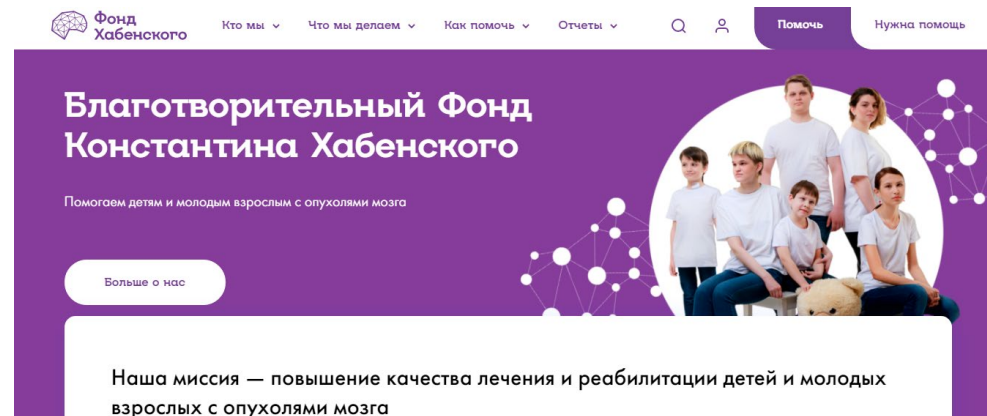 Фонд
Хабенского
Кто мы
Что мы делаем
Как помочь
Отчеты
Помочь
Нужна помощь
Благотворительный Фонд
Константина Хабенского
Помогаем детям и молодым взрослым с опухолями мозга
Больше о нас
Наша миссия — повышение качества лечения и реабилитации детей и молодых
взрослых с опухолями мозга